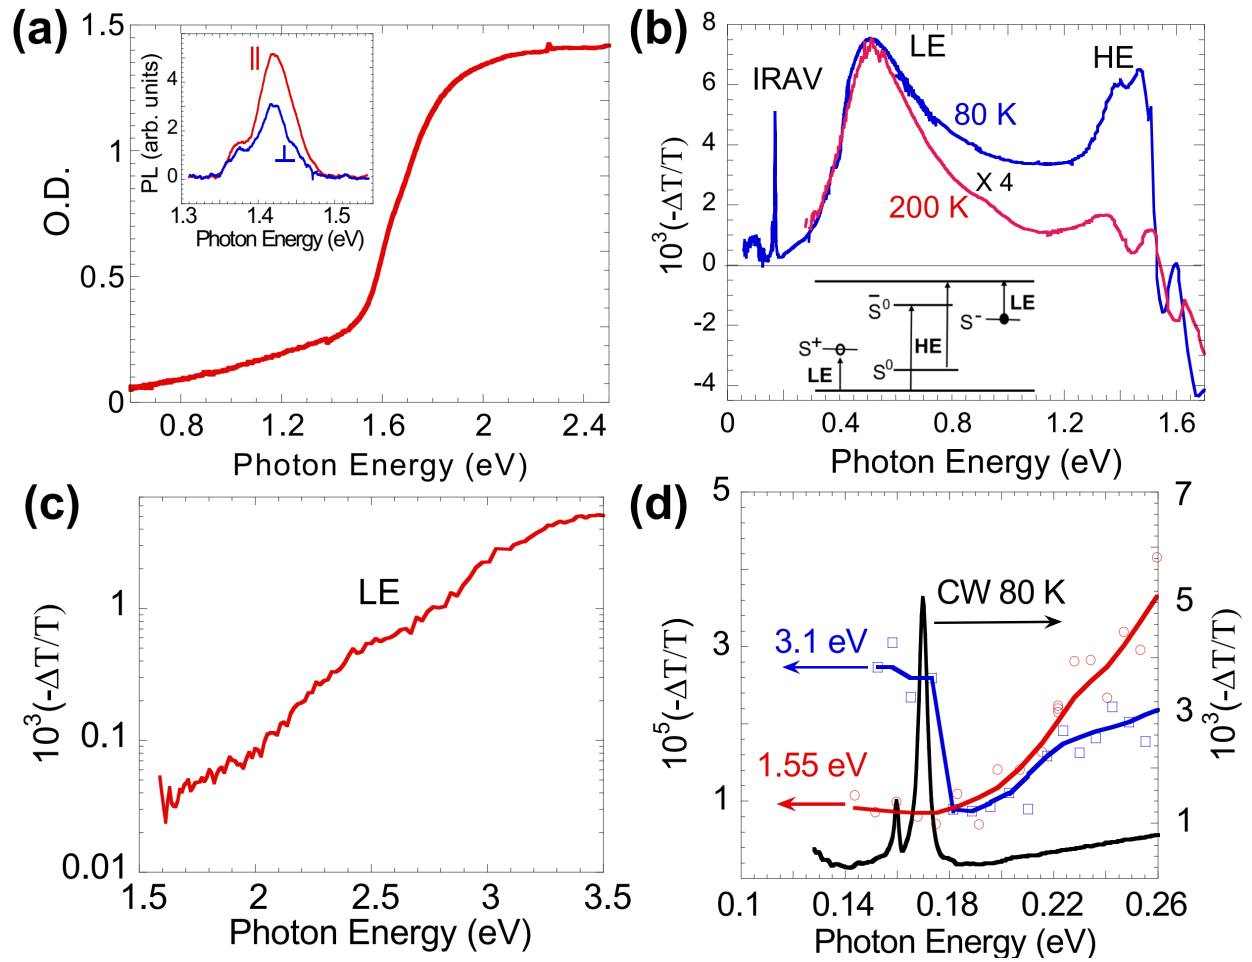 (a)
1.5
1
0.5
0
O.D.
0.8
1.2
1.6
2
2.4
Photon Energy (eV)
PL (arb. units)
4
2
0
||
⊥
1.3
1.4
1.5
Photon Energy (eV)
(b)
10³(-ΔT/T)
8
6
4
2
0
-2
-4
IRAV
LE
HE
80 K
X 4
200 K
S̄⁰
S⁻
LE
HE
S⁺
LE
S⁰
0
0.4
0.8
1.2
1.6
Photon Energy (eV)
(c)
10³(-ΔT/T)
1
0.1
0.01
LE
1.5
2
2.5
3
3.5
Photon Energy (eV)
(d)
10⁵(-ΔT/T)
5
3
1
CW 80 K
3.1 eV
1.55 eV
7
5
3
1
10³(-ΔT/T)
0.1
0.14
0.18
0.22
0.26
Photon Energy (eV)